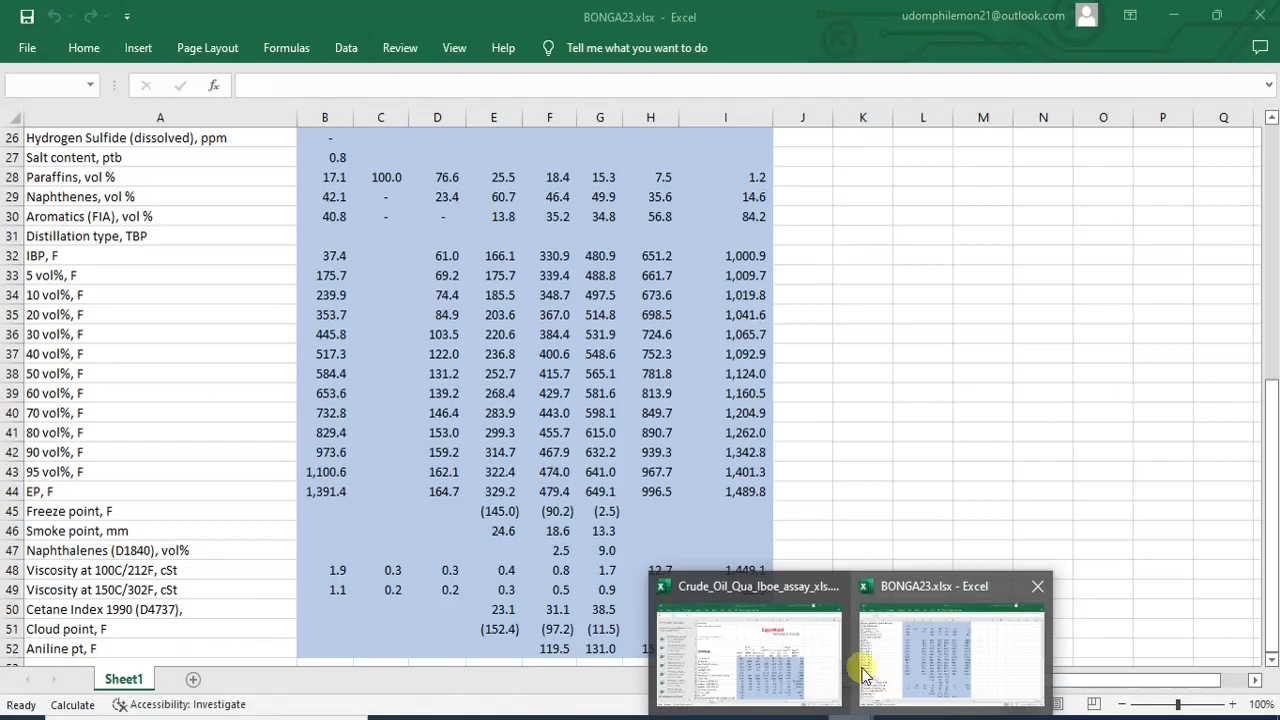 BONGA23.xlsx - Excel
udomphilemon21@outlook.com
File Home Insert Page Layout Formulas Data Review View Help Tell me what you want to do
fx
A B C D E F G H I J K L M N O P Q
26 Hydrogen Sulfide (dissolved), ppm -
27 Salt content, ptb 0.8
28 Paraffins, vol % 17.1 100.0 76.6 25.5 18.4 15.3 7.5 1.2
29 Naphthenes, vol % 42.1 - 23.4 60.7 46.4 49.9 35.6 14.6
30 Aromatics (FIA), vol % 40.8 - - 13.8 35.2 34.8 56.8 84.2
31 Distillation type, TBP
32 IBP, F 37.4 61.0 166.1 330.9 480.9 651.2 1,000.9
33 5 vol%, F 175.7 69.2 175.7 339.4 488.8 661.7 1,009.7
34 10 vol%, F 239.9 74.4 185.5 348.7 497.5 673.6 1,019.8
35 20 vol%, F 353.7 84.9 203.6 367.0 514.8 698.5 1,041.6
36 30 vol%, F 445.8 103.5 220.6 384.4 531.9 724.6 1,065.7
37 40 vol%, F 517.3 122.0 236.8 400.6 548.6 752.3 1,092.9
38 50 vol%, F 584.4 131.2 252.7 415.7 565.1 781.8 1,124.0
39 60 vol%, F 653.6 139.2 268.4 429.7 581.6 813.9 1,160.5
40 70 vol%, F 732.8 146.4 283.9 443.0 598.1 849.7 1,204.9
41 80 vol%, F 829.4 153.0 299.3 455.7 615.0 890.7 1,262.0
42 90 vol%, F 973.6 159.2 314.7 467.9 632.2 939.3 1,342.8
43 95 vol%, F 1,100.6 162.1 322.4 474.0 641.0 967.7 1,401.3
44 EP, F 1,391.4 164.7 329.2 479.4 649.1 996.5 1,489.8
45 Freeze point, F (145.0) (90.2) (2.5)
46 Smoke point, mm 24.6 18.6 13.3
47 Naphthalenes (D1840), vol% 2.5 9.0
48 Viscosity at 100C/212F, cSt 1.9 0.3 0.3 0.4 0.8 1.7 12.7 1,449.1
49 Viscosity at 150C/302F, cSt 1.1 0.2 0.2 0.3 0.5 0.9
50 Cetane Index 1990 (D4737), 23.1 31.1 38.5
51 Cloud point, F (152.4) (97.2) (11.5)
52 Aniline pt, F 119.5 131.0
Crude_Oil_Qua_Iboe_assay_xls....
BONGA23.xlsx - Excel
ExxonMobil
Sheet1
Calculate
Accessibility: Investigate
100%